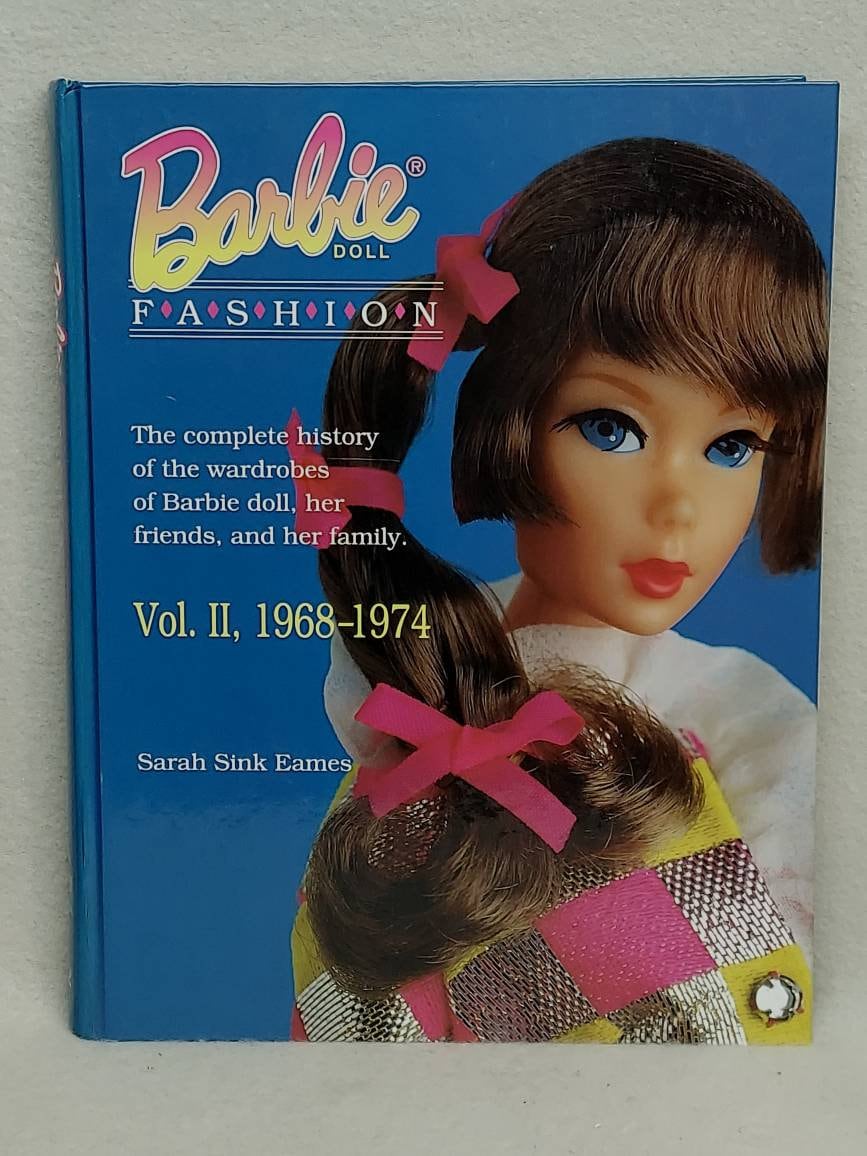 Barbie®
DOLL
F♦A♦S♦H♦I♦O♦N
The complete history
of the wardrobes
of Barbie doll, her
friends, and her family.
Vol. II, 1968–1974
Sarah Sink Eames